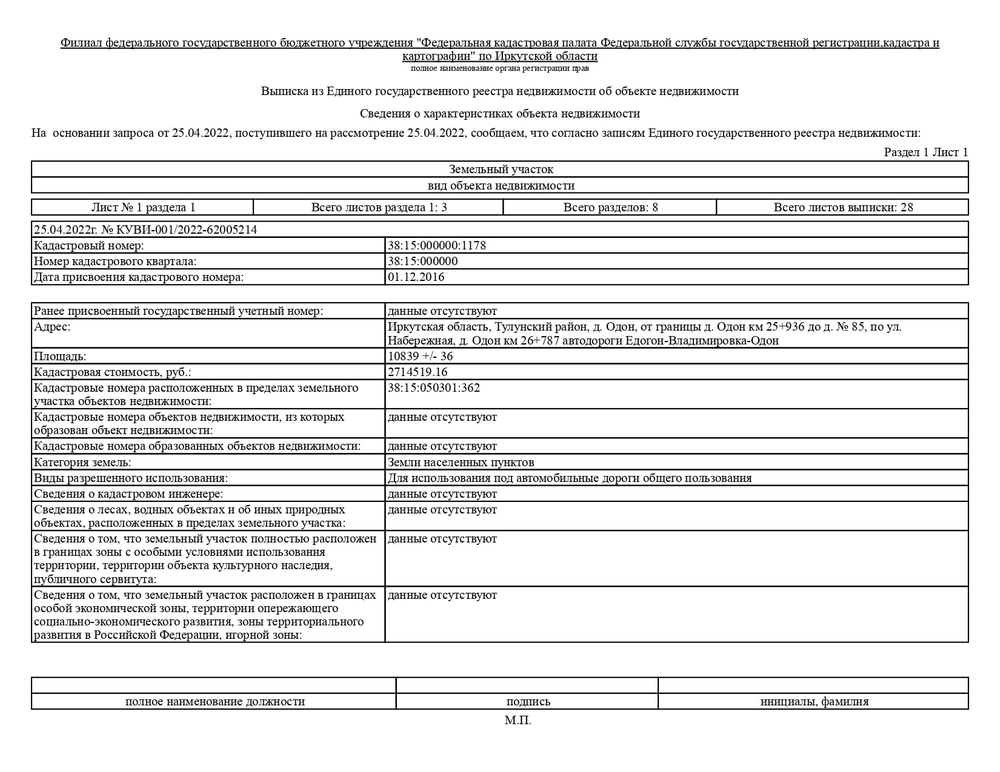 Филиал федерального государственного бюджетного учреждения "Федеральная кадастровая палата Федеральной службы государственной регистрации,кадастра и
картографии" по Иркутской области
полное наименование органа регистрации прав
Выписка из Единого государственного реестра недвижимости об объекте недвижимости
Сведения о характеристиках объекта недвижимости
На  основании запроса от 25.04.2022, поступившего на рассмотрение 25.04.2022, сообщаем, что согласно записям Единого государственного реестра недвижимости:
Раздел 1 Лист 1
Земельный участок
вид объекта недвижимости
Лист № 1 раздела 1 Всего листов раздела 1: 3 Всего разделов: 8 Всего листов выписки: 28
25.04.2022г. № КУВИ-001/2022-62005214
Кадастровый номер: 38:15:000000:1178
Номер кадастрового квартала: 38:15:000000
Дата присвоения кадастрового номера: 01.12.2016
Ранее присвоенный государственный учетный номер: данные отсутствуют
Адрес: Иркутская область, Тулунский район, д. Одон, от границы д. Одон км 25+936 до д. № 85, по ул.
Набережная, д. Одон км 26+787 автодороги Едогон-Владимировка-Одон
Площадь: 10839 +/- 36
Кадастровая стоимость, руб.: 2714519.16
Кадастровые номера расположенных в пределах земельного 38:15:050301:362
участка объектов недвижимости:
Кадастровые номера объектов недвижимости, из которых данные отсутствуют
образован объект недвижимости:
Кадастровые номера образованных объектов недвижимости: данные отсутствуют
Категория земель: Земли населенных пунктов
Виды разрешенного использования: Для использования под автомобильные дороги общего пользования
Сведения о кадастровом инженере: данные отсутствуют
Сведения о лесах, водных объектах и об иных природных данные отсутствуют
объектах, расположенных в пределах земельного участка:
Сведения о том, что земельный участок полностью расположен данные отсутствуют
в границах зоны с особыми условиями использования
территории, территории объекта культурного наследия,
публичного сервитута:
Сведения о том, что земельный участок расположен в границах данные отсутствуют
особой экономической зоны, территории опережающего
социально-экономического развития, зоны территориального
развития в Российской Федерации, игорной зоны:
полное наименование должности подпись инициалы, фамилия
М.П.